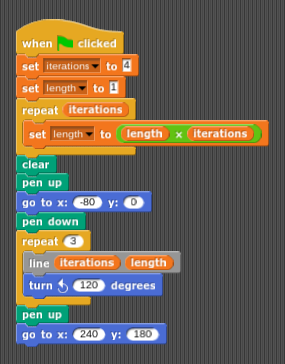 when clicked
set iterations to 4
set length to 1
repeat iterations
set length to length × iterations
clear
pen up
go to x: -80 y: 0
pen down
repeat 3
line iterations length
turn 120 degrees
pen up
go to x: 240 y: 180